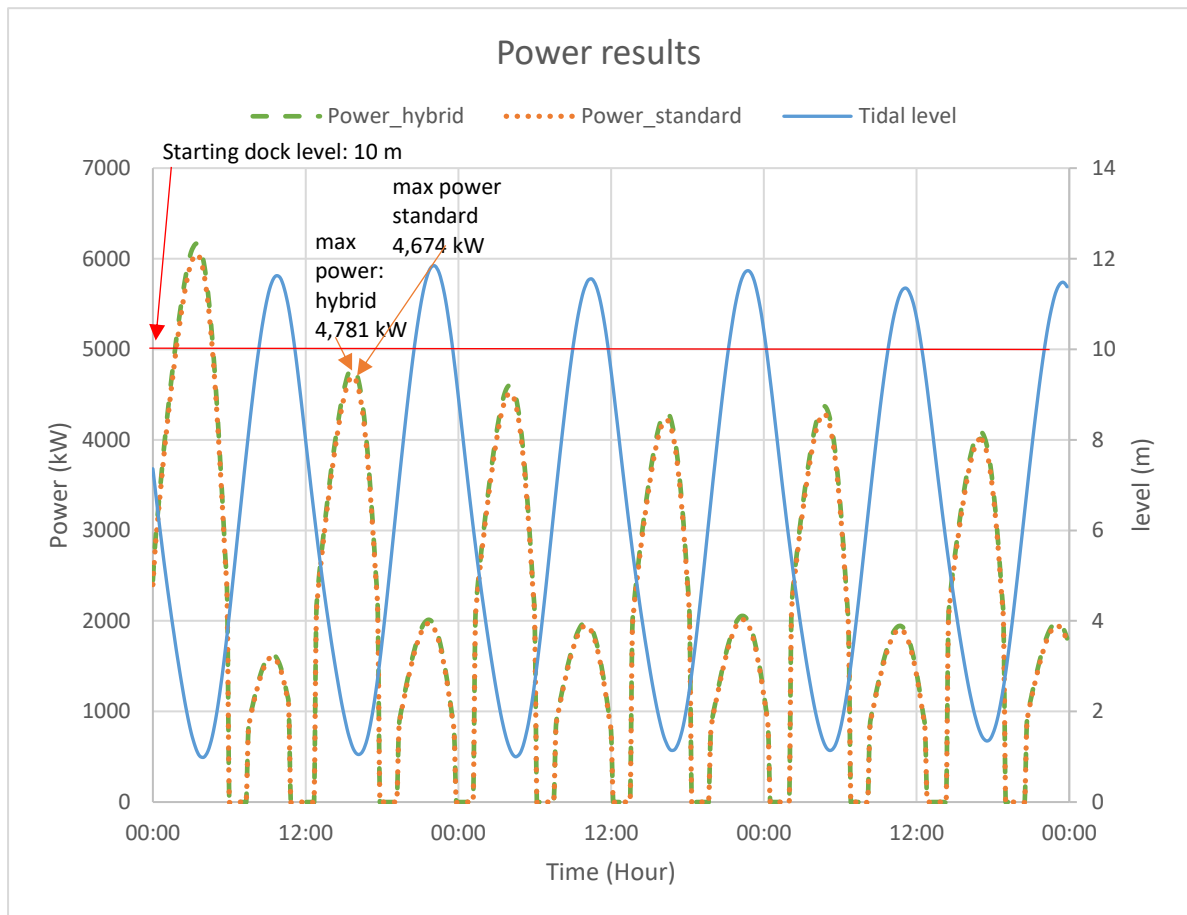 Power results
Power_hybrid Power_standard Tidal level
Starting dock level: 10 m
max power
standard
4,674 kW
max
power:
hybrid
4,781 kW
Power (kW)
7000
6000
5000
4000
3000
2000
1000
0
level (m)
14
12
10
8
6
4
2
0
00:00 12:00 00:00 12:00 00:00 12:00 00:00
Time (Hour)